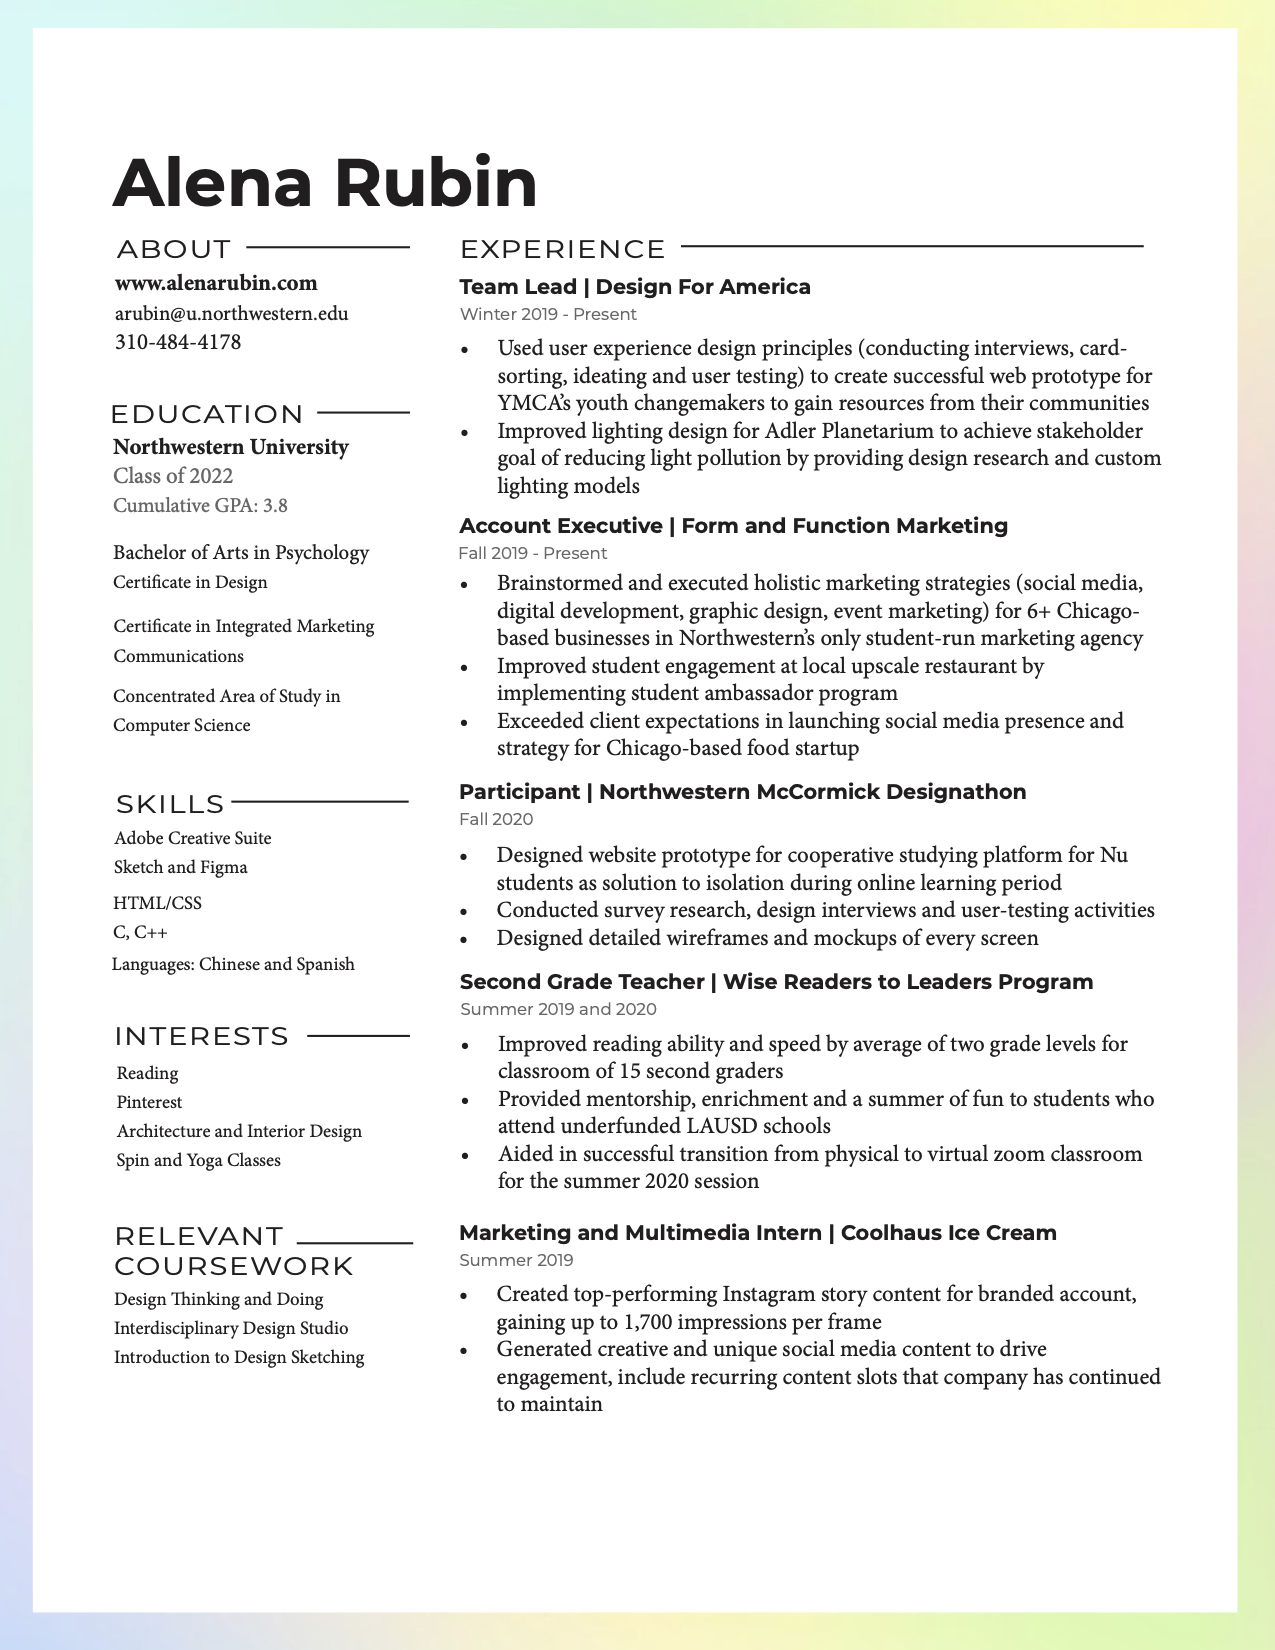 Alena Rubin
ABOUT
www.alenarubin.com
arubin@u.northwestern.edu
310-484-4178
EDUCATION
Northwestern University
Class of 2022
Cumulative GPA: 3.8
Bachelor of Arts in Psychology
Certificate in Design
Certificate in Integrated Marketing
Communications
Concentrated Area of Study in
Computer Science
SKILLS
Adobe Creative Suite
Sketch and Figma
HTML/CSS
C, C++
Languages: Chinese and Spanish
INTERESTS
Reading
Pinterest
Architecture and Interior Design
Spin and Yoga Classes
RELEVANT
COURSEWORK
Design Thinking and Doing
Interdisciplinary Design Studio
Introduction to Design Sketching
EXPERIENCE
Team Lead | Design For America
Winter 2019 - Present
• Used user experience design principles (conducting interviews, card-
sorting, ideating and user testing) to create successful web prototype for
YMCA's youth changemakers to gain resources from their communities
• Improved lighting design for Adler Planetarium to achieve stakeholder
goal of reducing light pollution by providing design research and custom
lighting models
Account Executive | Form and Function Marketing
Fall 2019 - Present
• Brainstormed and executed holistic marketing strategies (social media,
digital development, graphic design, event marketing) for 6+ Chicago-
based businesses in Northwestern's only student-run marketing agency
• Improved student engagement at local upscale restaurant by
implementing student ambassador program
• Exceeded client expectations in launching social media presence and
strategy for Chicago-based food startup
Participant | Northwestern McCormick Designathon
Fall 2020
• Designed website prototype for cooperative studying platform for Nu
students as solution to isolation during online learning period
• Conducted survey research, design interviews and user-testing activities
• Designed detailed wireframes and mockups of every screen
Second Grade Teacher | Wise Readers to Leaders Program
Summer 2019 and 2020
• Improved reading ability and speed by average of two grade levels for
classroom of 15 second graders
• Provided mentorship, enrichment and a summer of fun to students who
attend underfunded LAUSD schools
• Aided in successful transition from physical to virtual zoom classroom
for the summer 2020 session
Marketing and Multimedia Intern | Coolhaus Ice Cream
Summer 2019
• Created top-performing Instagram story content for branded account,
gaining up to 1,700 impressions per frame
• Generated creative and unique social media content to drive
engagement, include recurring content slots that company has continued
to maintain